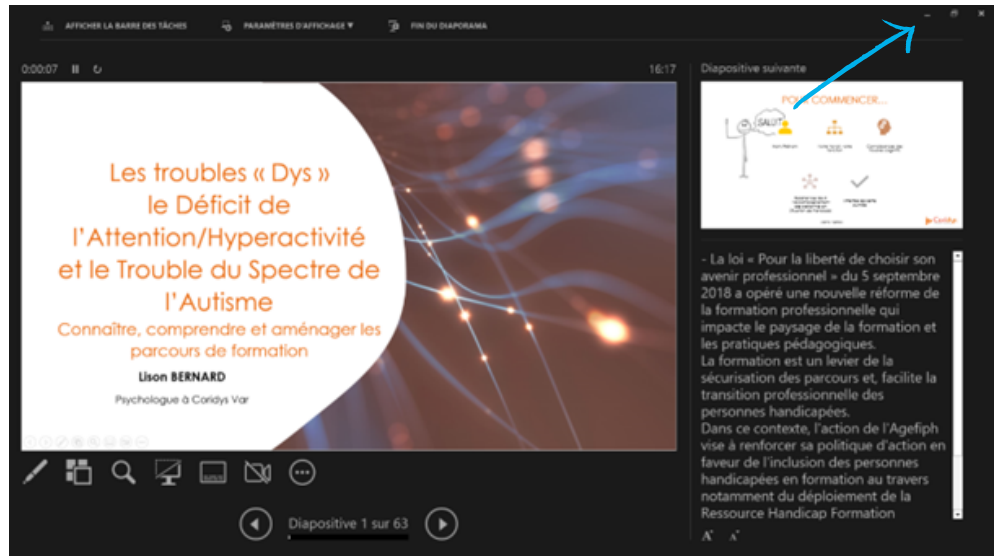 AFFICHER LA BARRE DES TÂCHES
PARAMÈTRES D'AFFICHAGE ▼
FIN DU DIAPORAMA
0:00:07
16:17
Les troubles « Dys »
le Déficit de
l'Attention/Hyperactivité
et le Trouble du Spectre de
l'Autisme
Connaître, comprendre et aménager les
parcours de formation
Lison BERNARD
Psychologue à Coridys Var
Diapositive 1 sur 63
Diapositive suivante
POUR COMMENCER...
SALUT
Coridys
- La loi « Pour la liberté de choisir son
avenir professionnel » du 5 septembre
2018 a opéré une nouvelle réforme de
la formation professionnelle qui
impacte le paysage de la formation et
les pratiques pédagogiques.
La formation est un levier de la
sécurisation des parcours et, facilite la
transition professionnelle des
personnes handicapées.
Dans ce contexte, l'action de l'Agefiph
vise à renforcer sa politique d'action en
faveur de l'inclusion des personnes
handicapées en formation au travers
notamment du déploiement de la
Ressource Handicap Formation
A A